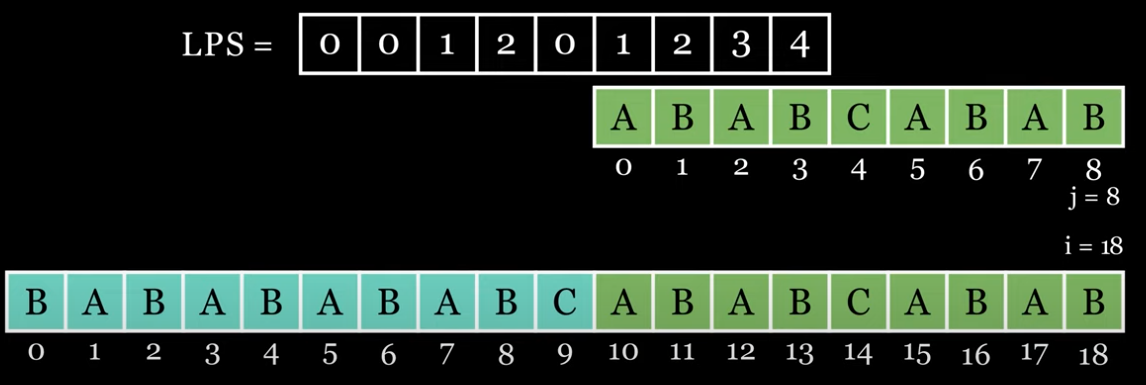 LPS = 0 0 1 2 0 1 2 3 4
A B A B C A B A B
0 1 2 3 4 5 6 7 8
j = 8
i = 18
B A B A B A B A B C A B A B C A B A B
0 1 2 3 4 5 6 7 8 9 10 11 12 13 14 15 16 17 18